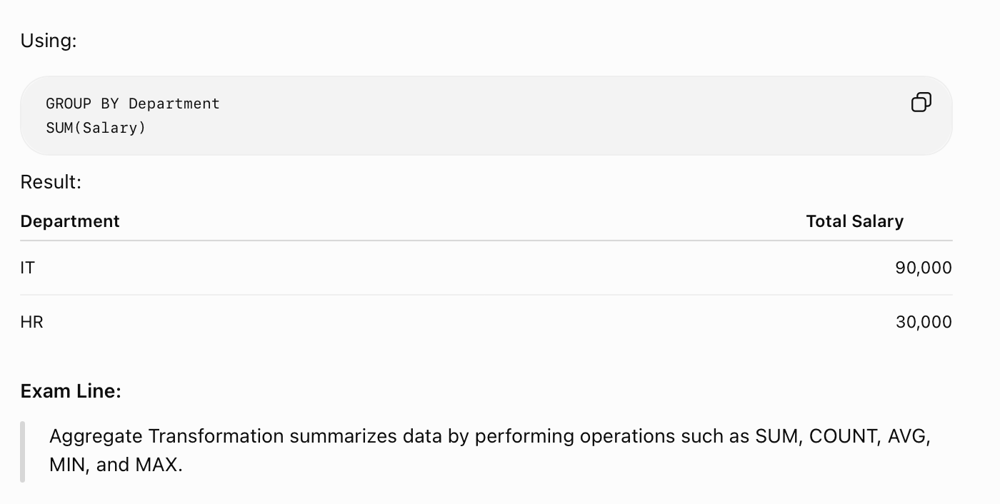 Using:
GROUP BY Department
SUM(Salary)
Result:
Department Total Salary
IT 90,000
HR 30,000
Exam Line:
Aggregate Transformation summarizes data by performing operations such as SUM, COUNT, AVG,
MIN, and MAX.